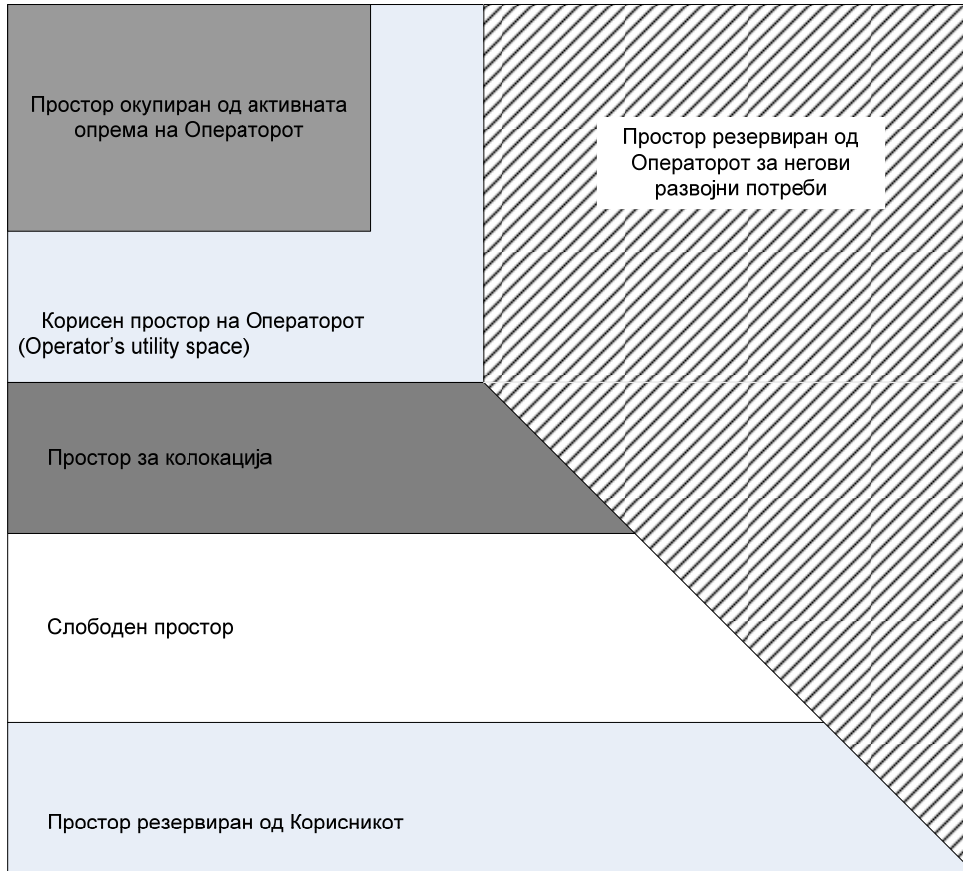 Простор окупиран од активната
опрема на Операторот
Простор резервиран од
Операторот за негови
развојни потреби
Корисен простор на Операторот
(Operator's utility space)
Простор за колокација
Слободен простор
Простор резервиран од Корисникот